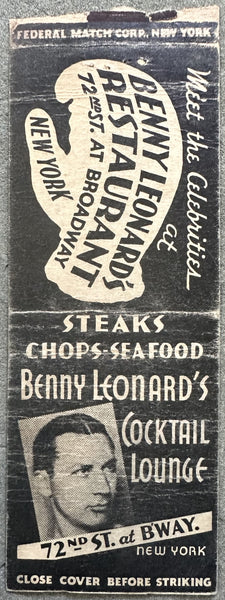 FEDERAL MATCH CORP. NEW YORK
Meet the Celebrities
at
BENNY LEONARD'S
RESTAURANT
72ND ST. AT BROADWAY
NEW YORK
STEAKS
CHOPS-SEAFOOD
BENNY LEONARD'S
COCKTAIL
LOUNGE
72ND ST. at B'WAY.
NEW YORK
CLOSE COVER BEFORE STRIKING